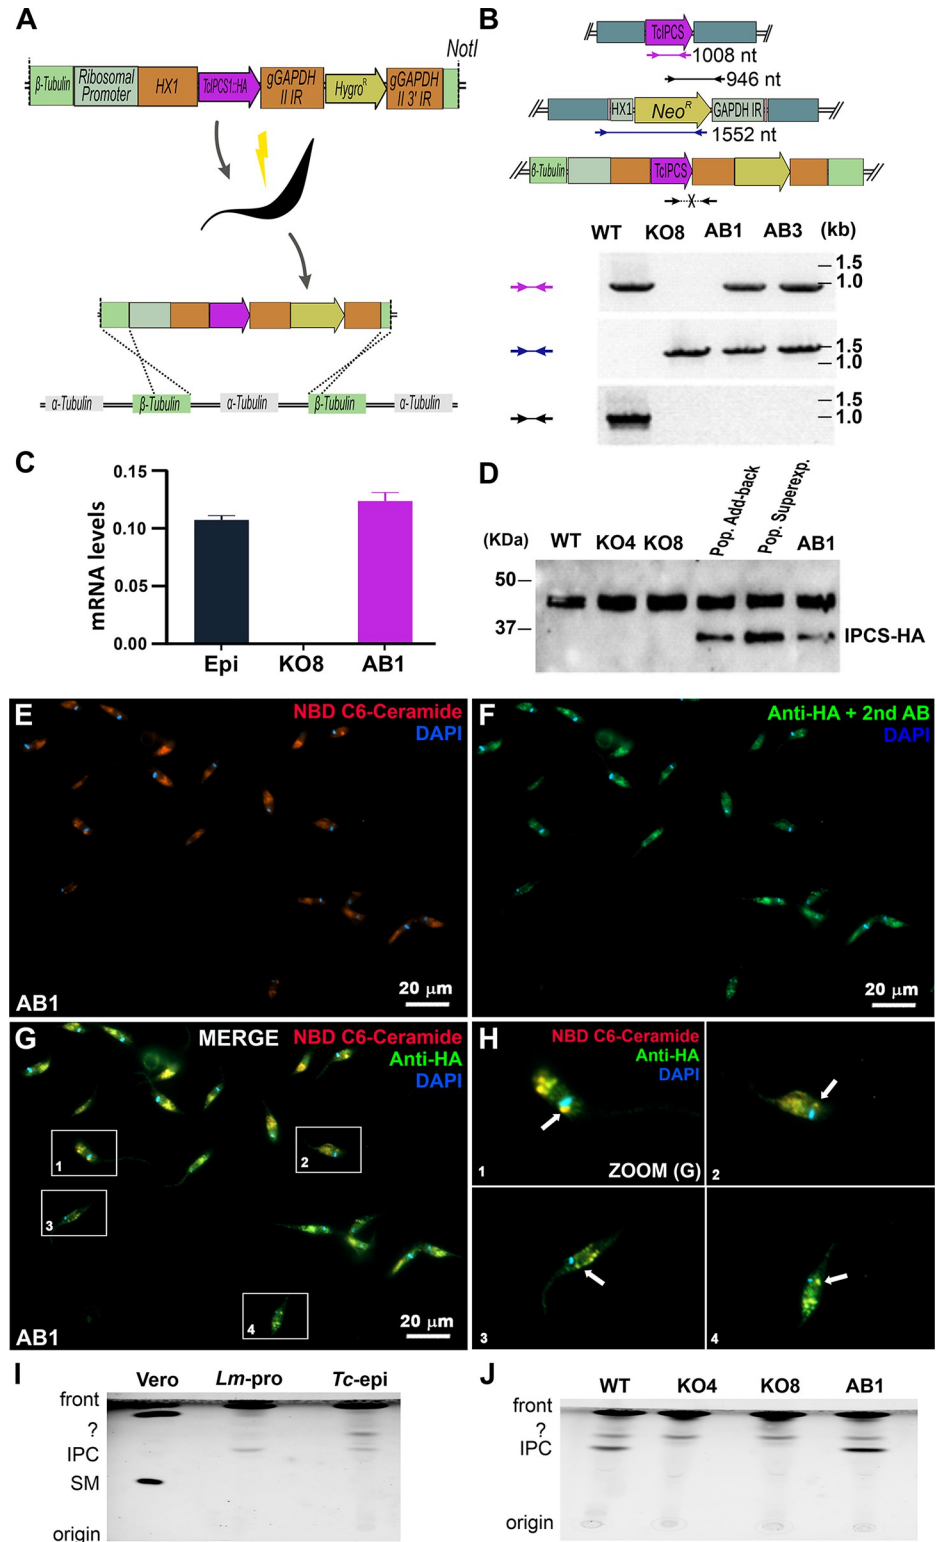 A
NotI
β-Tubulin
Ribosomal
Promoter
HX1
TcIPCS1::HA
gGAPDH
II IR
Hygro^R
gGAPDH
II 3' IR
α-Tubulin
β-Tubulin
α-Tubulin
β-Tubulin
α-Tubulin
B
TcIPCS
1008 nt
946 nt
HX1
Neo^R
GAPDH IR
1552 nt
β-Tubulin
TcIPCS
X
WT KO8 AB1 AB3 (kb)
1.5
1.0
1.5
1.0
1.5
1.0
C
mRNA levels
0.15
0.10
0.05
0.00
Epi KO8 AB1
D
(KDa)
WT KO4 KO8 Pop. Add-back Pop. Superexp. AB1
50
37
IPCS-HA
E
NBD C6-Ceramide
DAPI
AB1
20 µm
F
Anti-HA + 2nd AB
DAPI
20 µm
G
MERGE NBD C6-Ceramide
Anti-HA
DAPI
1
2
3
4
AB1
20 µm
H
NBD C6-Ceramide
Anti-HA
DAPI
1
ZOOM (G)
2
3
4
I
Vero Lm-pro Tc-epi
front
?
IPC
SM
origin
J
WT KO4 KO8 AB1
front
?
IPC
origin